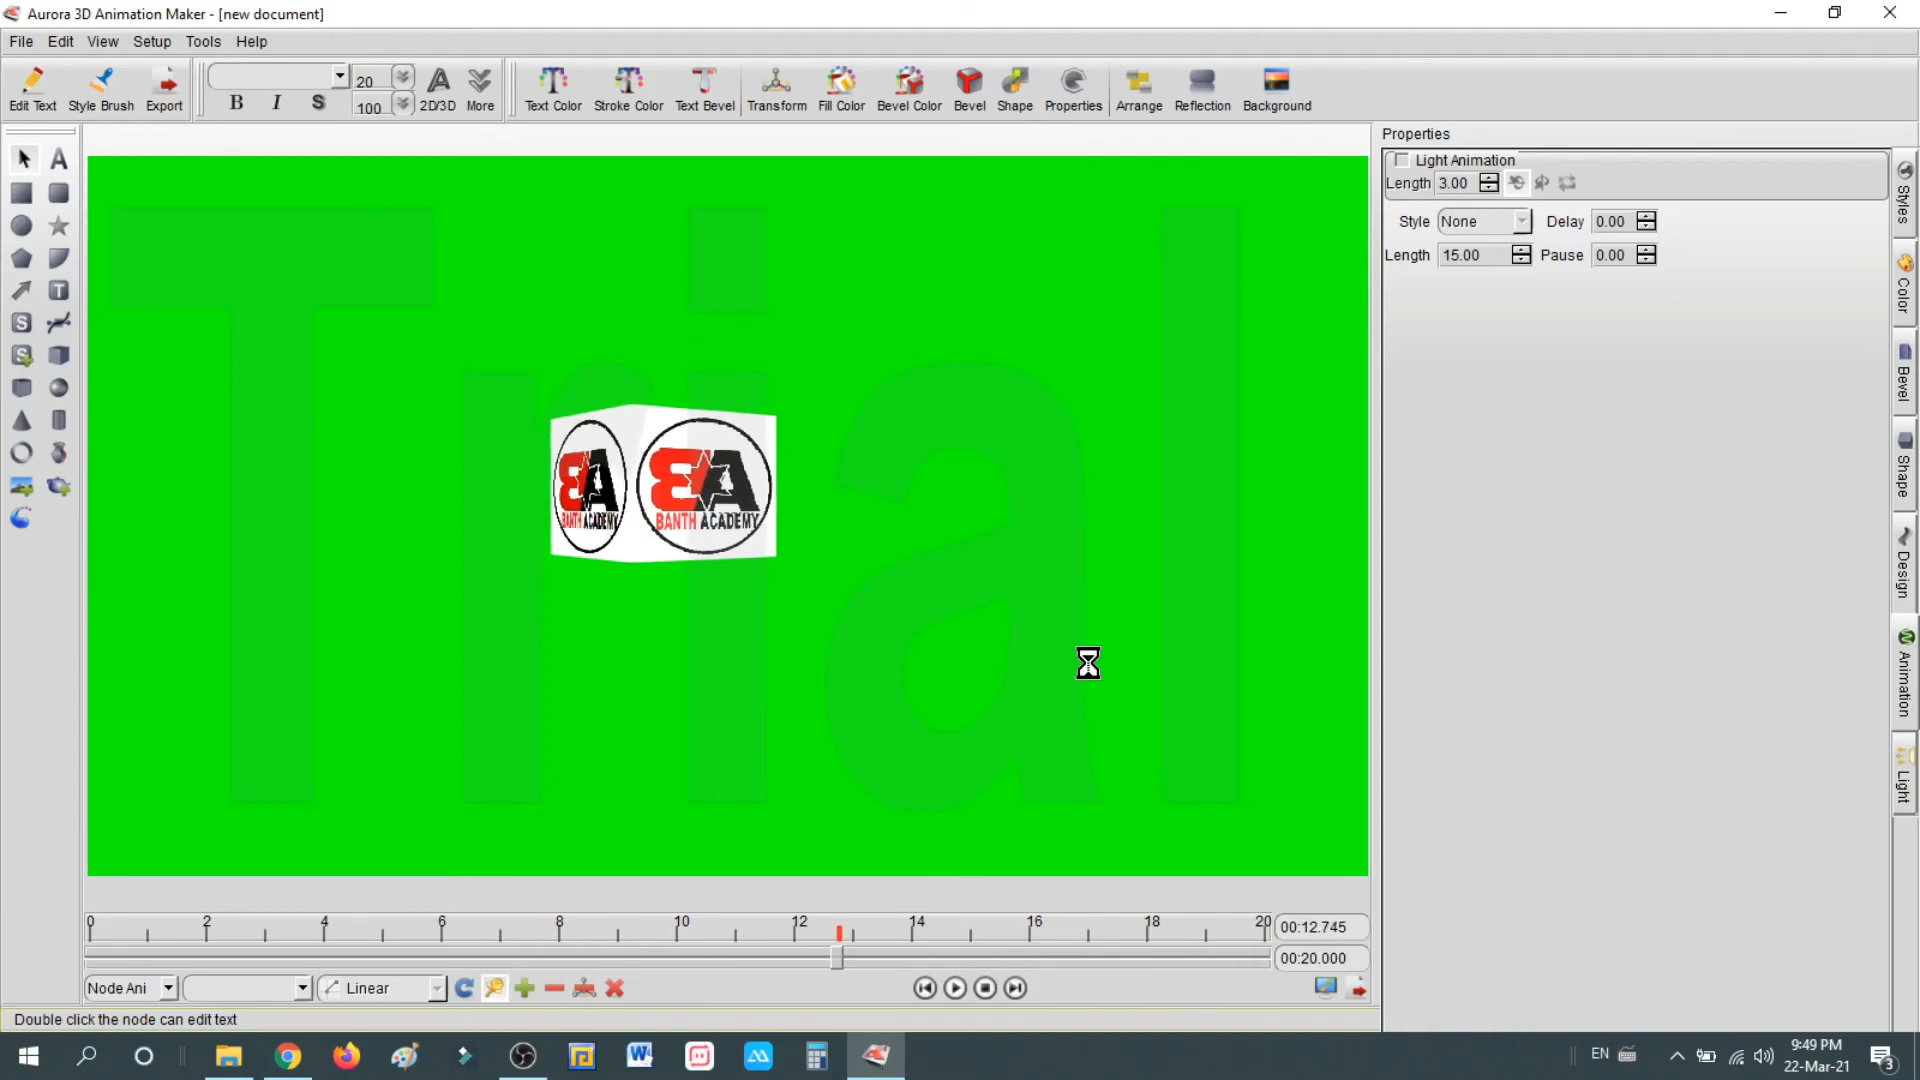 Aurora 3D Animation Maker - [new document]
File Edit View Setup Tools Help
20
100
B I S
Edit Text Style Brush Export 2D/3D More Text Color Stroke Color Text Bevel Transform Fill Color Bevel Color Bevel Shape Properties Arrange Reflection Background
Properties
Light Animation
Length 3.00
Style None Delay 0.00
Length 15.00 Pause 0.00
Styles
Color
Bevel
Shape
Design
Animation
Light
Trial
BA BA
BANTH ACADEMY BANTH ACADEMY
0 2 4 6 8 10 12 14 16 18 20
00:12.745
00:20.000
Node Ani Linear
Double click the node can edit text
EN
9:49 PM
22-Mar-21
3